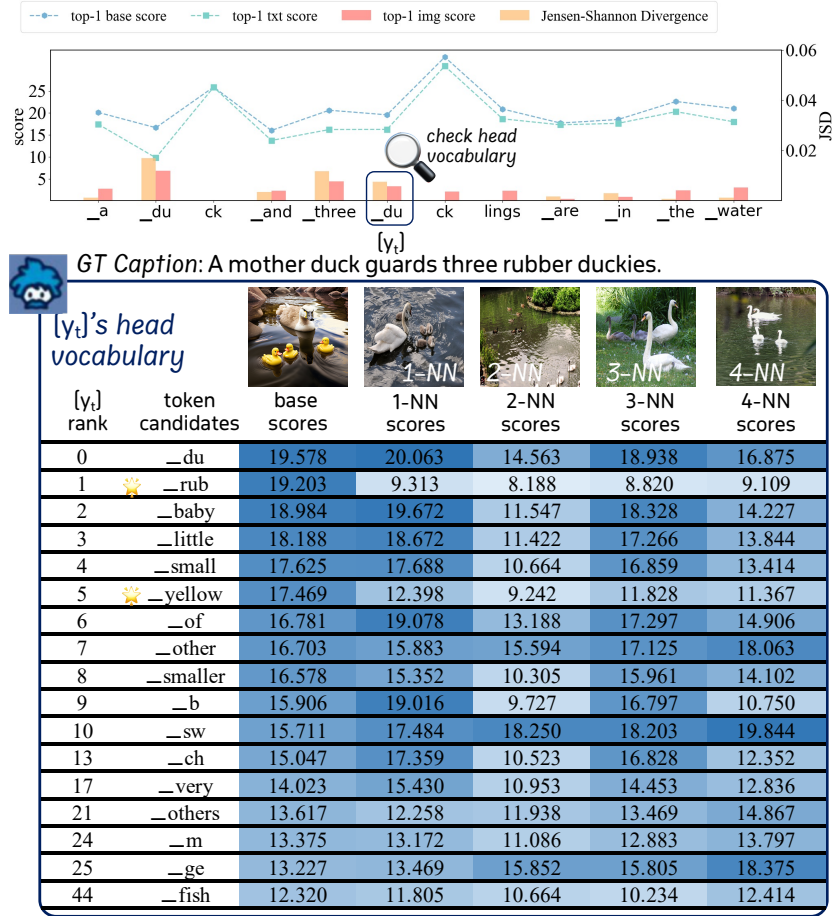 top-1 base score top-1 txt score top-1 img score Jensen-Shannon Divergence
score
25
20
15
10
5
0.06
0.04
0.02
JSD
check head
vocabulary
_a _du ck _and _three _du ck lings _are _in _the _water
[y_t]
GT Caption: A mother duck guards three rubber duckies.
[y_t]'s head
vocabulary
1-NN 2-NN 3-NN 4-NN
[y_t] rank token candidates base scores 1-NN scores 2-NN scores 3-NN scores 4-NN scores
0 _du 19.578 20.063 14.563 18.938 16.875
1 _rub 19.203 9.313 8.188 8.820 9.109
2 _baby 18.984 19.672 11.547 18.328 14.227
3 _little 18.188 18.672 11.422 17.266 13.844
4 _small 17.625 17.688 10.664 16.859 13.414
5 _yellow 17.469 12.398 9.242 11.828 11.367
6 _of 16.781 19.078 13.188 17.297 14.906
7 _other 16.703 15.883 15.594 17.125 18.063
8 _smaller 16.578 15.352 10.305 15.961 14.102
9 _b 15.906 19.016 9.727 16.797 10.750
10 _sw 15.711 17.484 18.250 18.203 19.844
13 _ch 15.047 17.359 10.523 16.828 12.352
17 _very 14.023 15.430 10.953 14.453 12.836
21 _others 13.617 12.258 11.938 13.469 14.867
24 _m 13.375 13.172 11.086 12.883 13.797
25 _ge 13.227 13.469 15.852 15.805 18.375
44 _fish 12.320 11.805 10.664 10.234 12.414